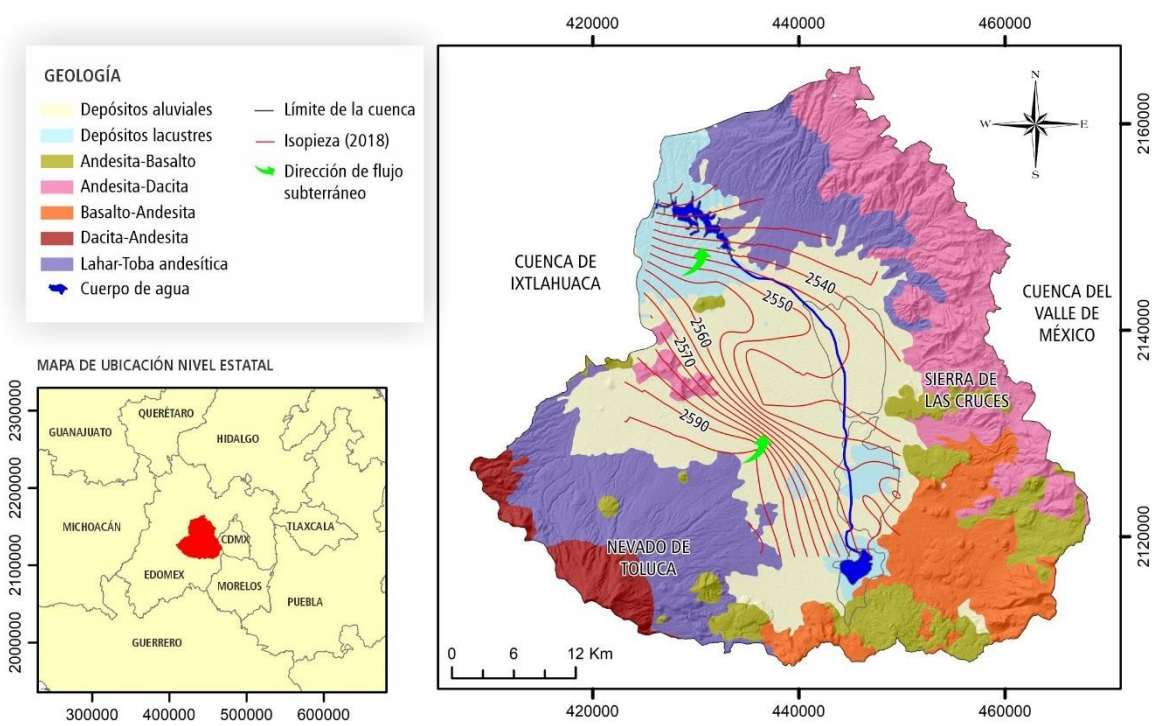 GEOLOGÍA
Depósitos aluviales
Depósitos lacustres
Andesita-Basalto
Andesita-Dacita
Basalto-Andesita
Dacita-Andesita
Lahar-Toba andesítica
Cuerpo de agua
Límite de la cuenca
Isopieza (2018)
Dirección de flujo
subterráneo
MAPA DE UBICACIÓN NIVEL ESTATAL
2300000
2200000
2100000
2000000
QUERÉTARO
GUANAJUATO
HIDALGO
MICHOACÁN
TLAXCALA
CDMX
EDOMEX
MORELOS
PUEBLA
GUERRERO
300000
400000
500000
600000
420000
440000
460000
N
W
E
S
2160000
CUENCA DE
IXTLAHUACA
2540
2550
2560
2570
2590
CUENCA DEL
VALLE DE
MÉXICO
2140000
SIERRA DE
LAS CRUCES
NEVADO DE
TOLUCA
2120000
0
6
12 Km
420000
440000
460000